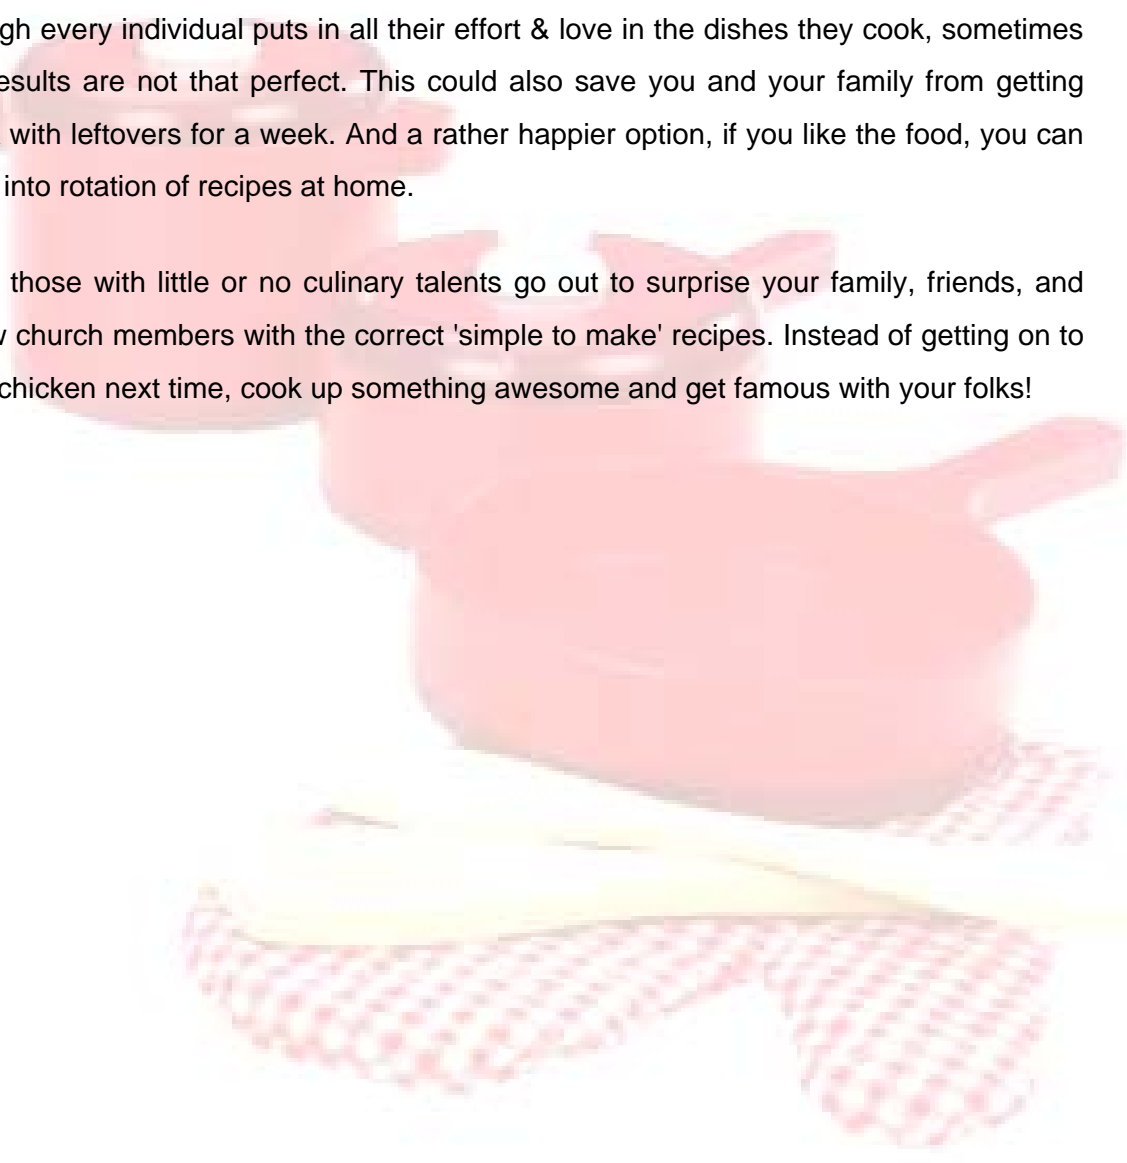 gh every individual puts in all their effort & love in the dishes they cook, sometimes
esults are not that perfect. This could also save you and your family from getting
with leftovers for a week. And a rather happier option, if you like the food, you can
into rotation of recipes at home.
those with little or no culinary talents go out to surprise your family, friends, and
w church members with the correct 'simple to make' recipes. Instead of getting on to
chicken next time, cook up something awesome and get famous with your folks!